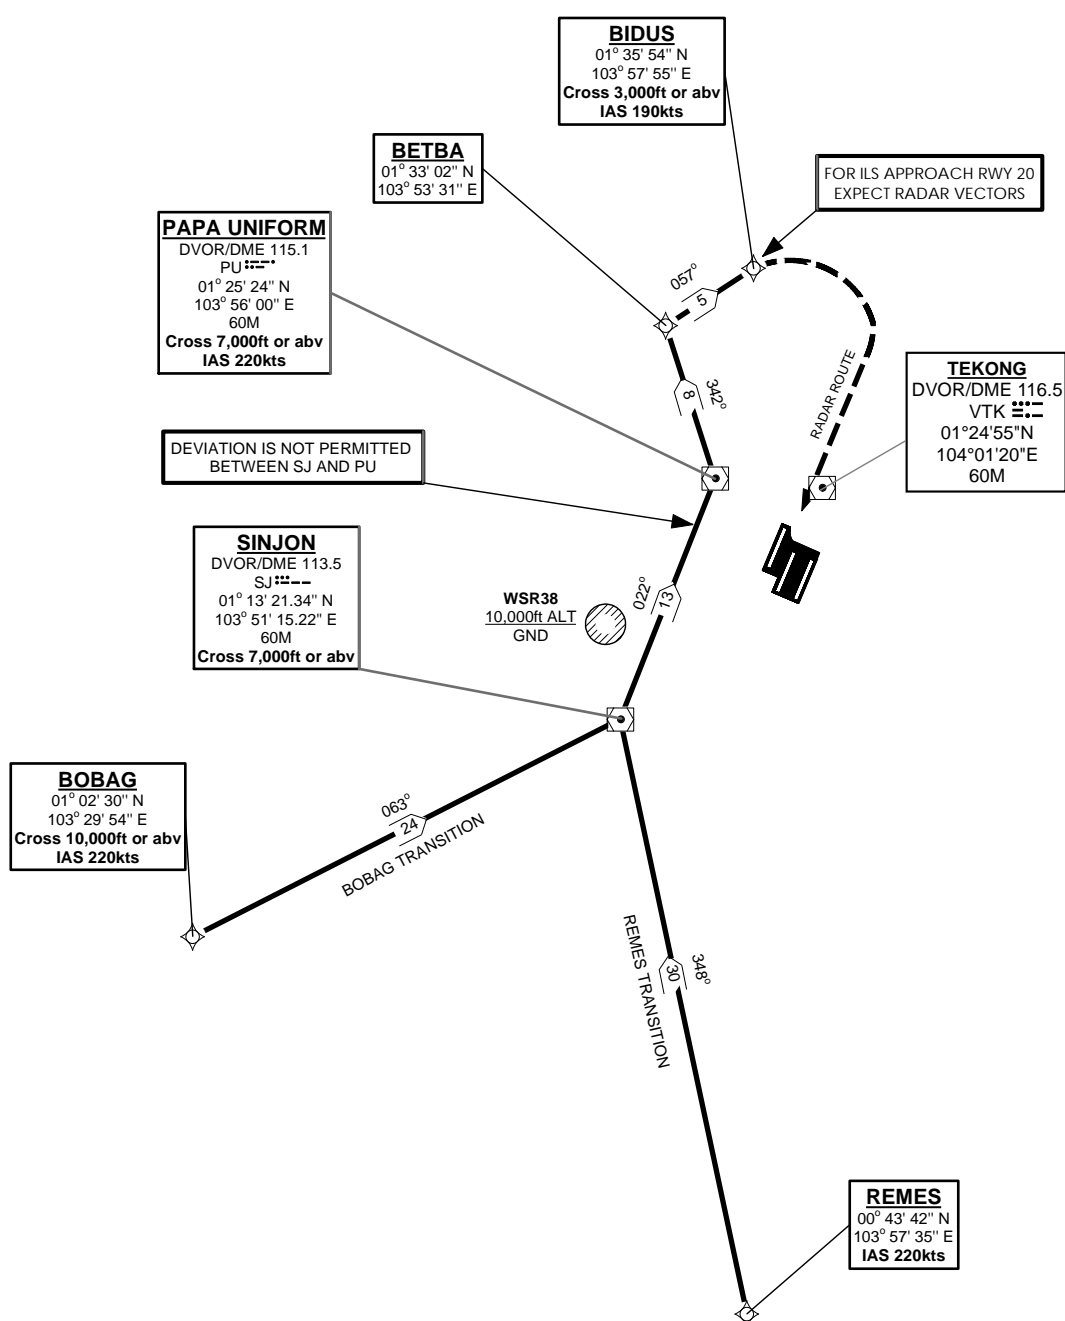 BIDUS
01° 35' 54" N
103° 57' 55" E
Cross 3,000ft or abv
IAS 190kts
BETBA
01° 33' 02" N
103° 53' 31" E
FOR ILS APPROACH RWY 20
EXPECT RADAR VECTORS
PAPA UNIFORM
DVOR/DME 115.1
PU
01° 25' 24" N
103° 56' 00" E
60M
Cross 7,000ft or abv
IAS 220kts
057°
5
RADAR ROUTE
TEKONG
DVOR/DME 116.5
VTK
01°24'55"N
104°01'20"E
60M
342°
8
DEVIATION IS NOT PERMITTED
BETWEEN SJ AND PU
SINJON
DVOR/DME 113.5
SJ
01° 13' 21.34" N
103° 51' 15.22" E
60M
Cross 7,000ft or abv
WSR38
10,000ft ALT
GND
022°
13
BOBAG
01° 02' 30" N
103° 29' 54" E
Cross 10,000ft or abv
IAS 220kts
063°
24
BOBAG TRANSITION
REMES TRANSITION
348°
30
REMES
00° 43' 42" N
103° 57' 35" E
IAS 220kts